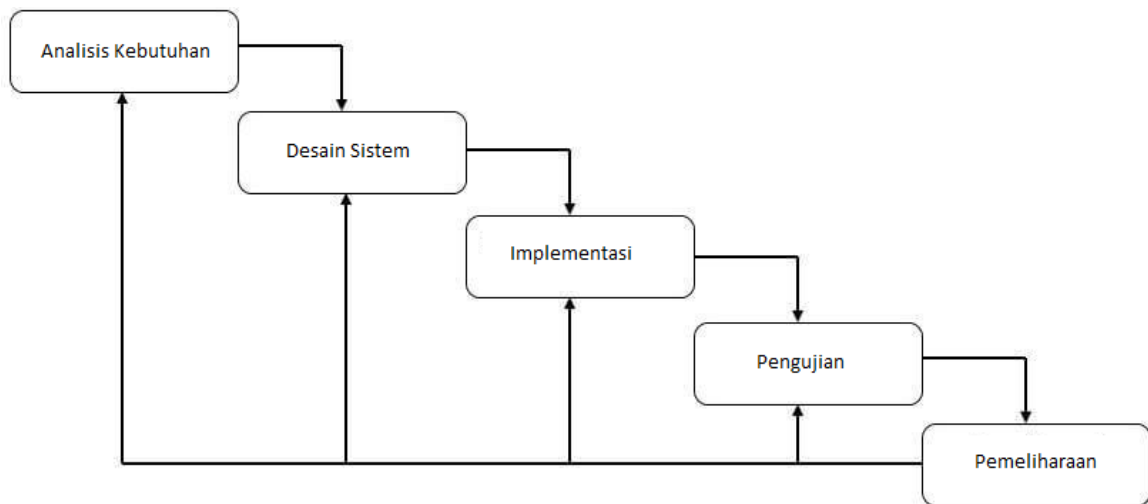 Analisis Kebutuhan
Desain Sistem
Implementasi
Pengujian
Pemeliharaan